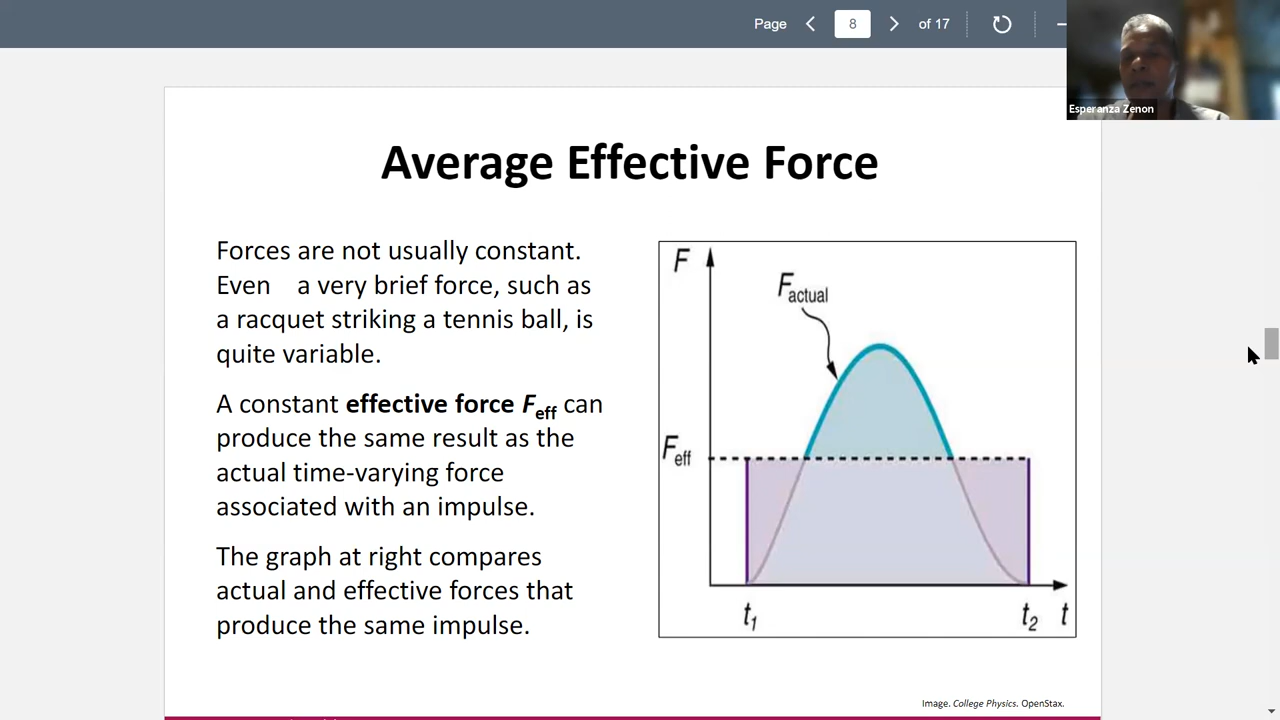 Page 8 of 17
Esperanza Zenon
Average Effective Force
Forces are not usually constant.
Even a very brief force, such as
a racquet striking a tennis ball, is
quite variable.
A constant effective force Feff can
produce the same result as the
actual time-varying force
associated with an impulse.
The graph at right compares
actual and effective forces that
produce the same impulse.
F
Factual
Feff
t1
t2 t
Image. College Physics. OpenStax.